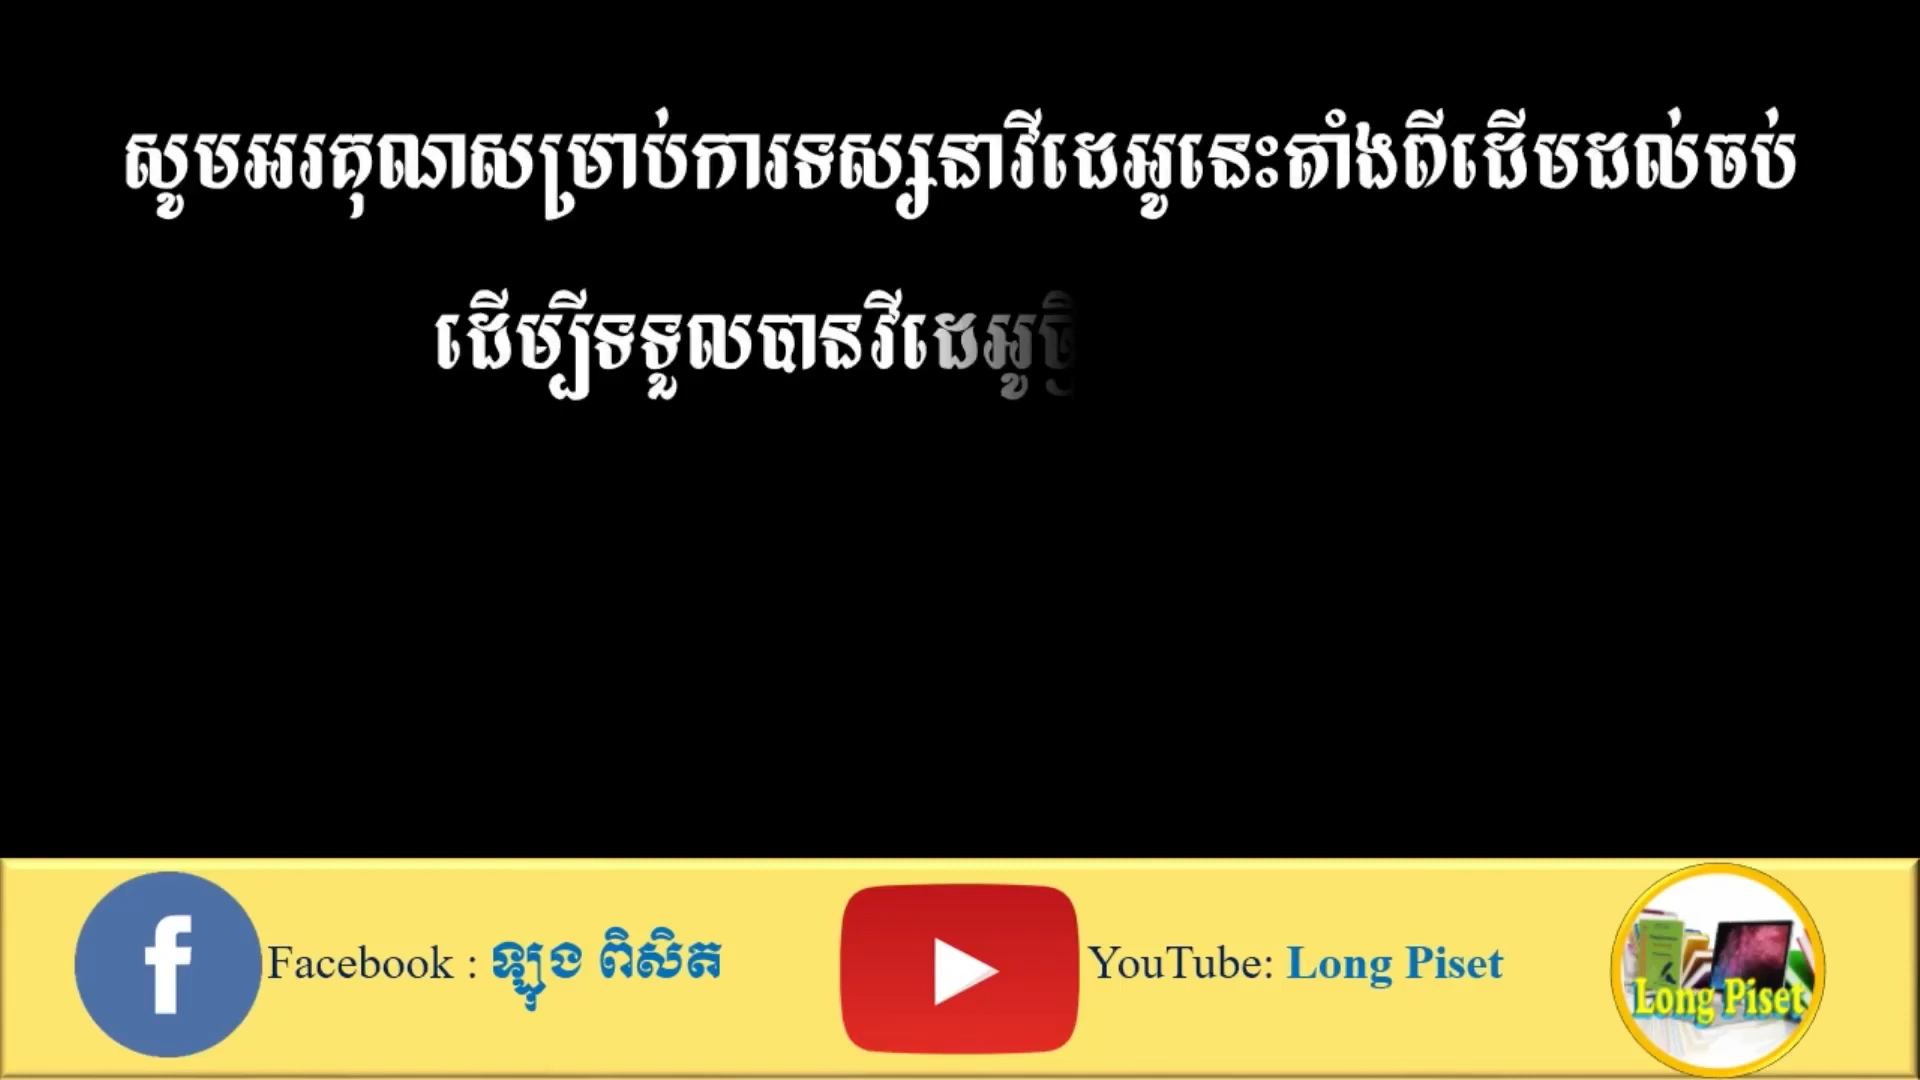 សូមអរគុណសម្រាប់ការទស្សនាវីដេអូនេះតាំងពីដើមដល់ចប់
ដើម្បីទទួលបានវីដេអូ
Facebook : ឡុង ពិសិត
YouTube: Long Piset
Long Piset